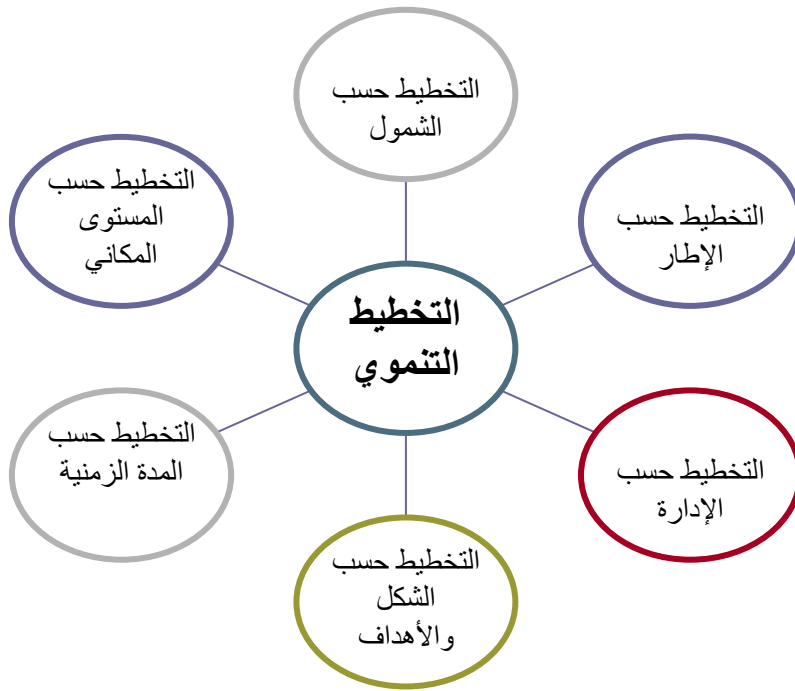 التخطيط حسب
الشمول
التخطيط حسب
الإطار
التخطيط حسب
الإدارة
التخطيط حسب
الشكل
والأهداف
التخطيط حسب
المدة الزمنية
التخطيط حسب
المستوى
المكاني
التخطيط
التنموي